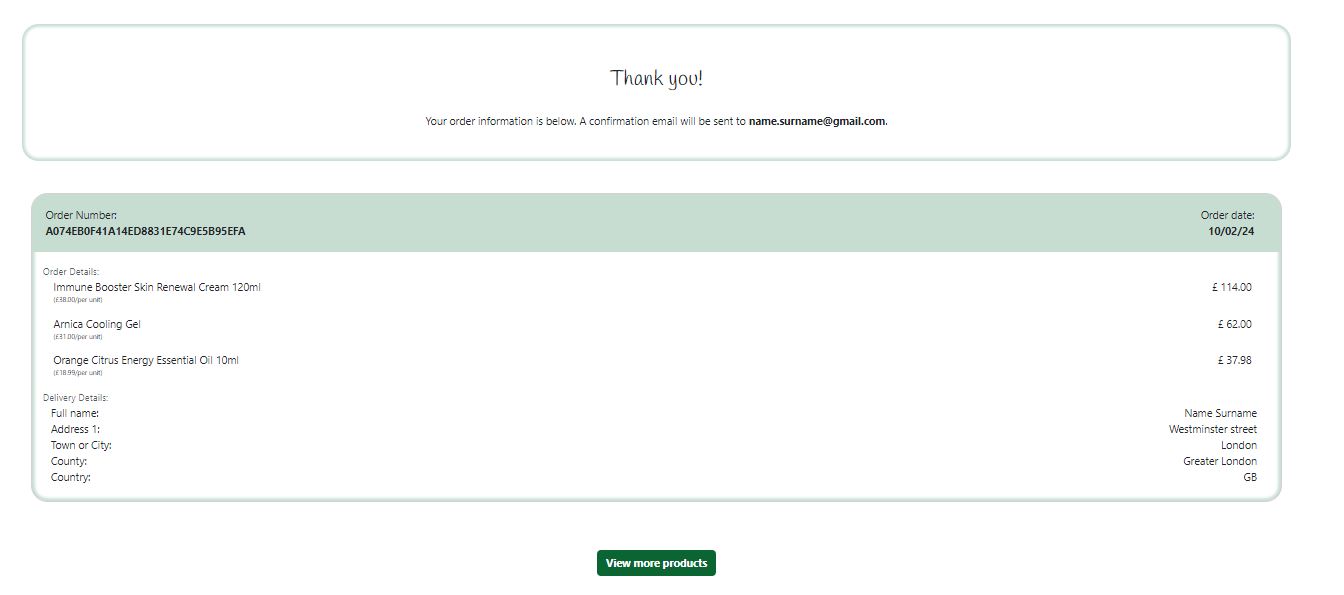 Thank you!
Your order information is below. A confirmation email will be sent to name.surname@gmail.com.
Order Number: Order date:
A074EB0F41A14ED8831E74C9E5B95EFA 10/02/24
Order Details:
Immune Booster Skin Renewal Cream 120ml £ 114.00
(£38.00/per unit)
Arnica Cooling Gel £ 62.00
(£31.00/per unit)
Orange Citrus Energy Essential Oil 10ml £ 37.98
(£18.99/per unit)
Delivery Details:
Full name: Name Surname
Address 1: Westminster street
Town or City: London
County: Greater London
Country: GB
View more products